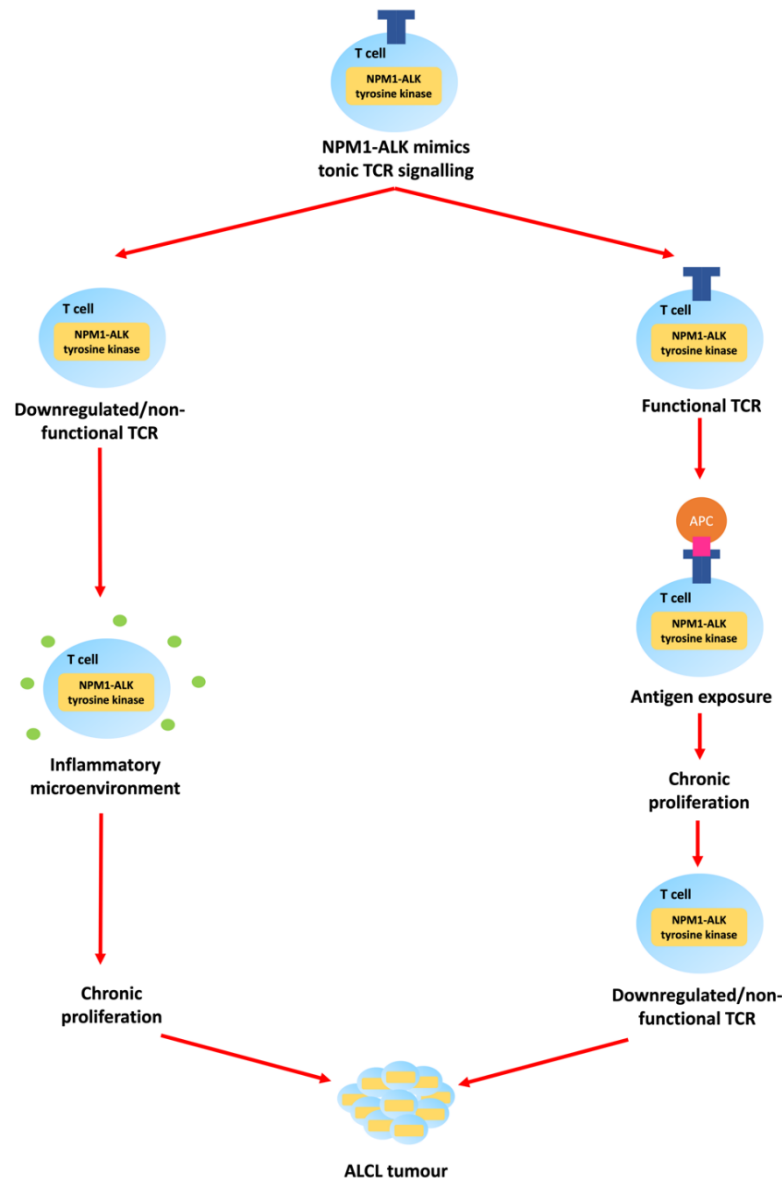 T cell
NPM1-ALK
tyrosine kinase
NPM1-ALK mimics
tonic TCR signalling
T cell
NPM1-ALK
tyrosine kinase
Downregulated/non-
functional TCR
T cell
NPM1-ALK
tyrosine kinase
Inflammatory
microenvironment
Chronic
proliferation
T cell
NPM1-ALK
tyrosine kinase
Functional TCR
APC
T cell
NPM1-ALK
tyrosine kinase
Antigen exposure
Chronic
proliferation
T cell
NPM1-ALK
tyrosine kinase
Downregulated/non-
functional TCR
ALCL tumour